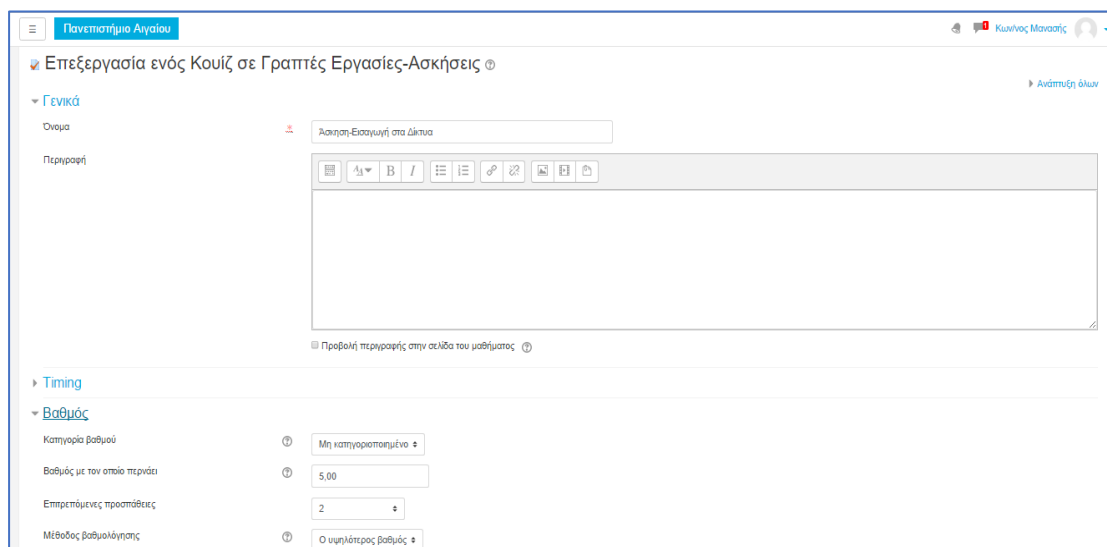 Πανεπιστήμιο Αιγαίου
1 Κων/νος Μανασής
Επεξεργασία ενός Κουίζ σε Γραπτές Εργασίες-Ασκήσεις
Ανάπτυξη όλων
Γενικά
Όνομα
Άσκηση-Εισαγωγή στα Δίκτυα
Περιγραφή
B I
Προβολή περιγραφής στην σελίδα του μαθήματος
Timing
Βαθμός
Κατηγορία βαθμού
Μη κατηγοριοποιημένο
Βαθμός με τον οποίο περνάει
5,00
Επιτρεπόμενες προσπάθειες
2
Μέθοδος βαθμολόγησης
Ο υψηλότερος βαθμός